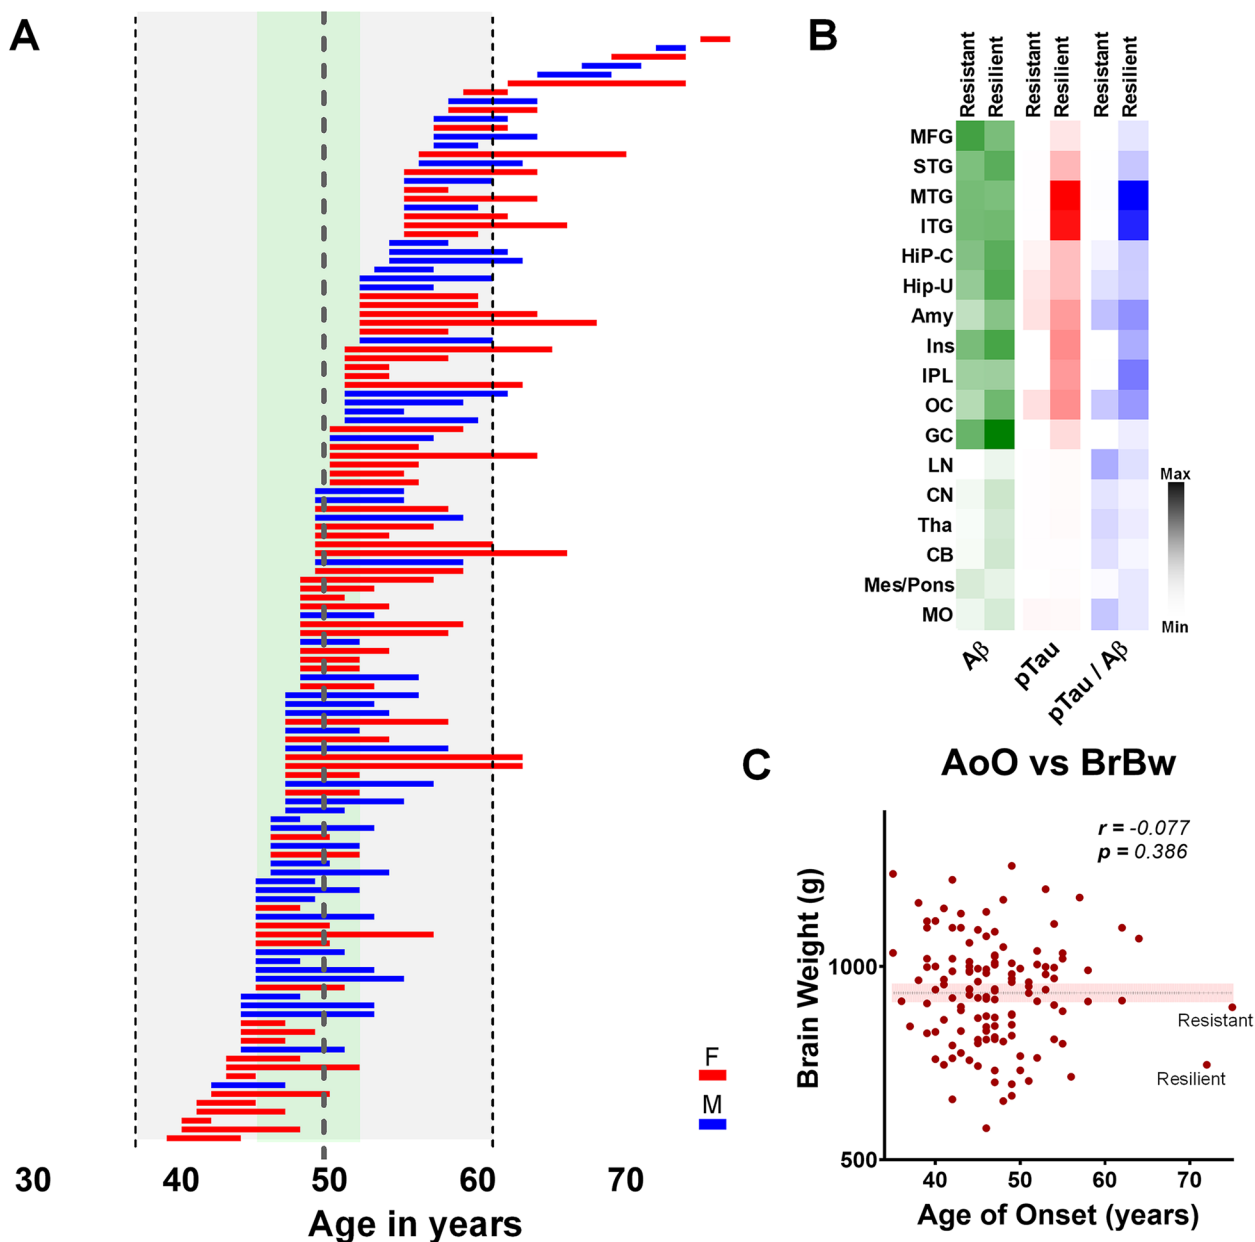 A
F
M
30 40 50 60 70
Age in years
B
Resistant
Resilient
Resistant
Resilient
Resistant
Resilient
MFG
STG
MTG
ITG
HiP-C
Hip-U
Amy
Ins
IPL
OC
GC
LN
CN
Tha
CB
Mes/Pons
MO
Aβ
pTau
pTau / Aβ
Max
Min
C
AoO vs BrBw
r = -0.077
p = 0.386
Brain Weight (g)
1000
500
Resistant
Resilient
40 50 60 70
Age of Onset (years)